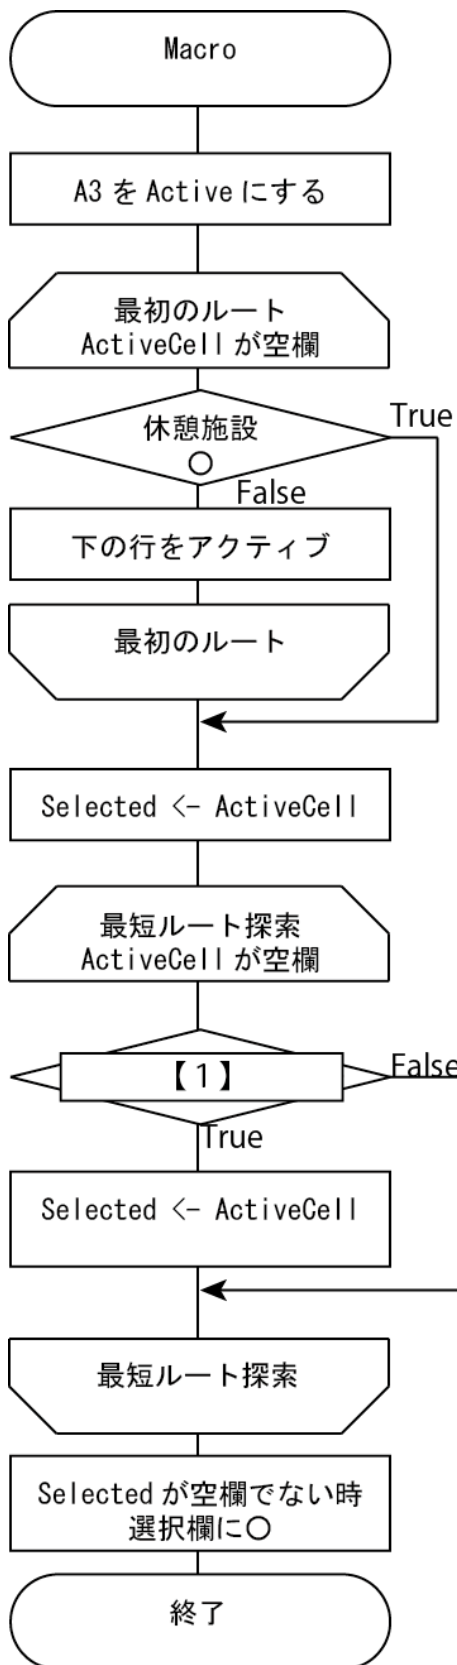 Macro
A3 を Active にする
最初のルート
ActiveCell が空欄
休憩施設
○
True
False
下の行をアクティブ
最初のルート
Selected <- ActiveCell
最短ルート探索
ActiveCell が空欄
【1】
False
True
Selected <- ActiveCell
最短ルート探索
Selected が空欄でない時
選択欄に○
終了